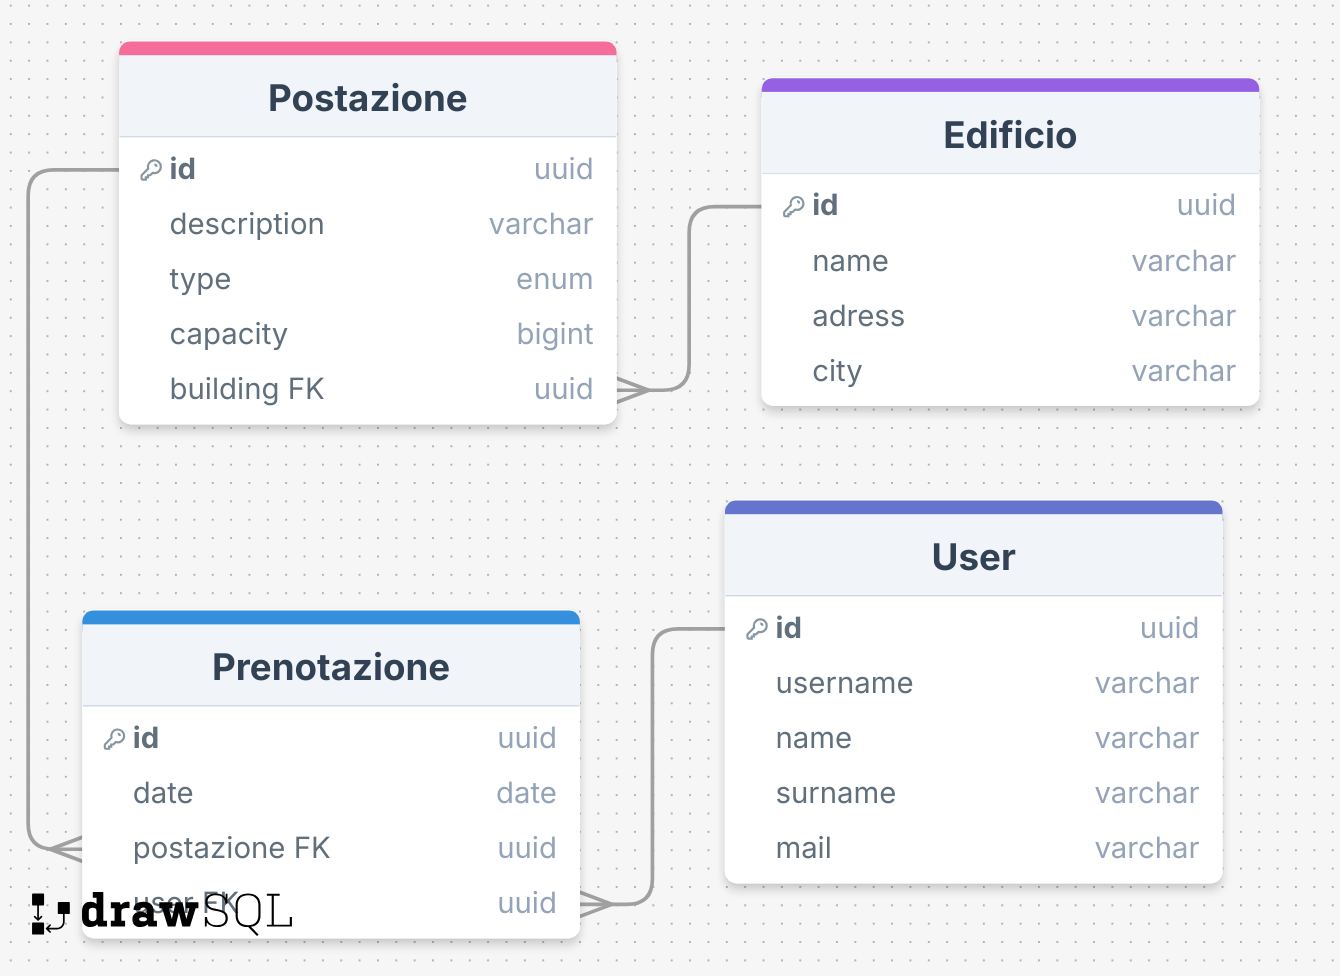 Postazione
id uuid
description varchar
type enum
capacity bigint
building FK uuid
Edificio
id uuid
name varchar
adress varchar
city varchar
User
id uuid
username varchar
name varchar
surname varchar
mail varchar
Prenotazione
id uuid
date date
postazione FK uuid
user FK uuid
drawSQL